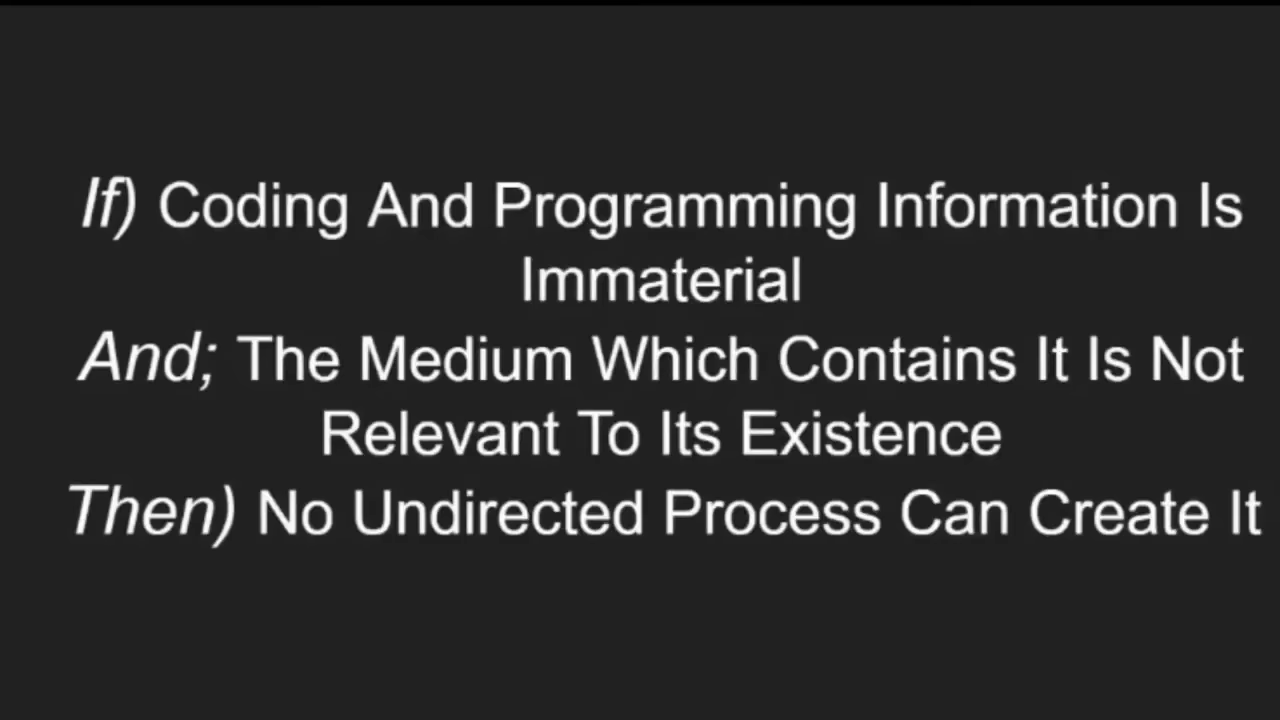 If) Coding And Programming Information Is
Immaterial
And; The Medium Which Contains It Is Not
Relevant To Its Existence
Then) No Undirected Process Can Create It